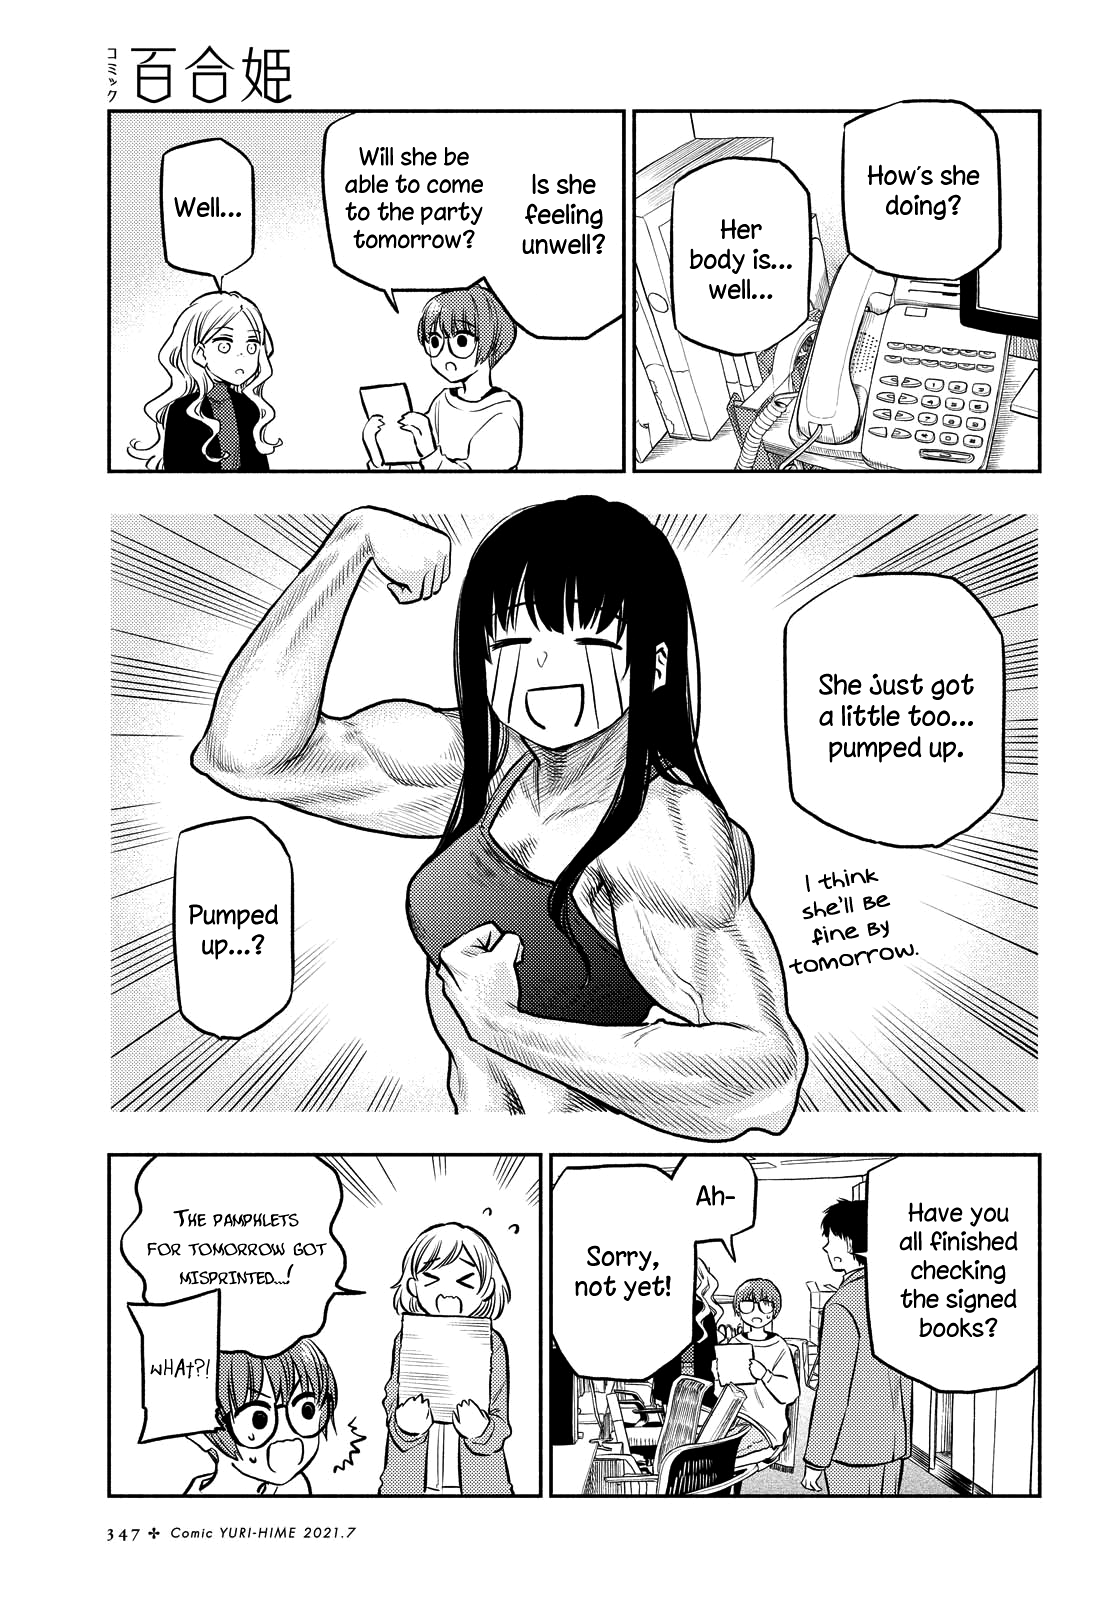 コミック
百合姫
How's she
doing?
Her
body is...
well...
Is she
feeling
unwell?
Will she be
able to come
to the party
tomorrow?
Well...
She just got
a little too...
pumped up.
I think
she'll be
fine by
tomorrow.
Pumped
up...?
Have you
all finished
checking
the signed
books?
Ah-
Sorry,
not yet!
The pamphlets
for tomorrow got
misprinted...!
What?!
347 ✣ Comic YURI-HIME 2021.7